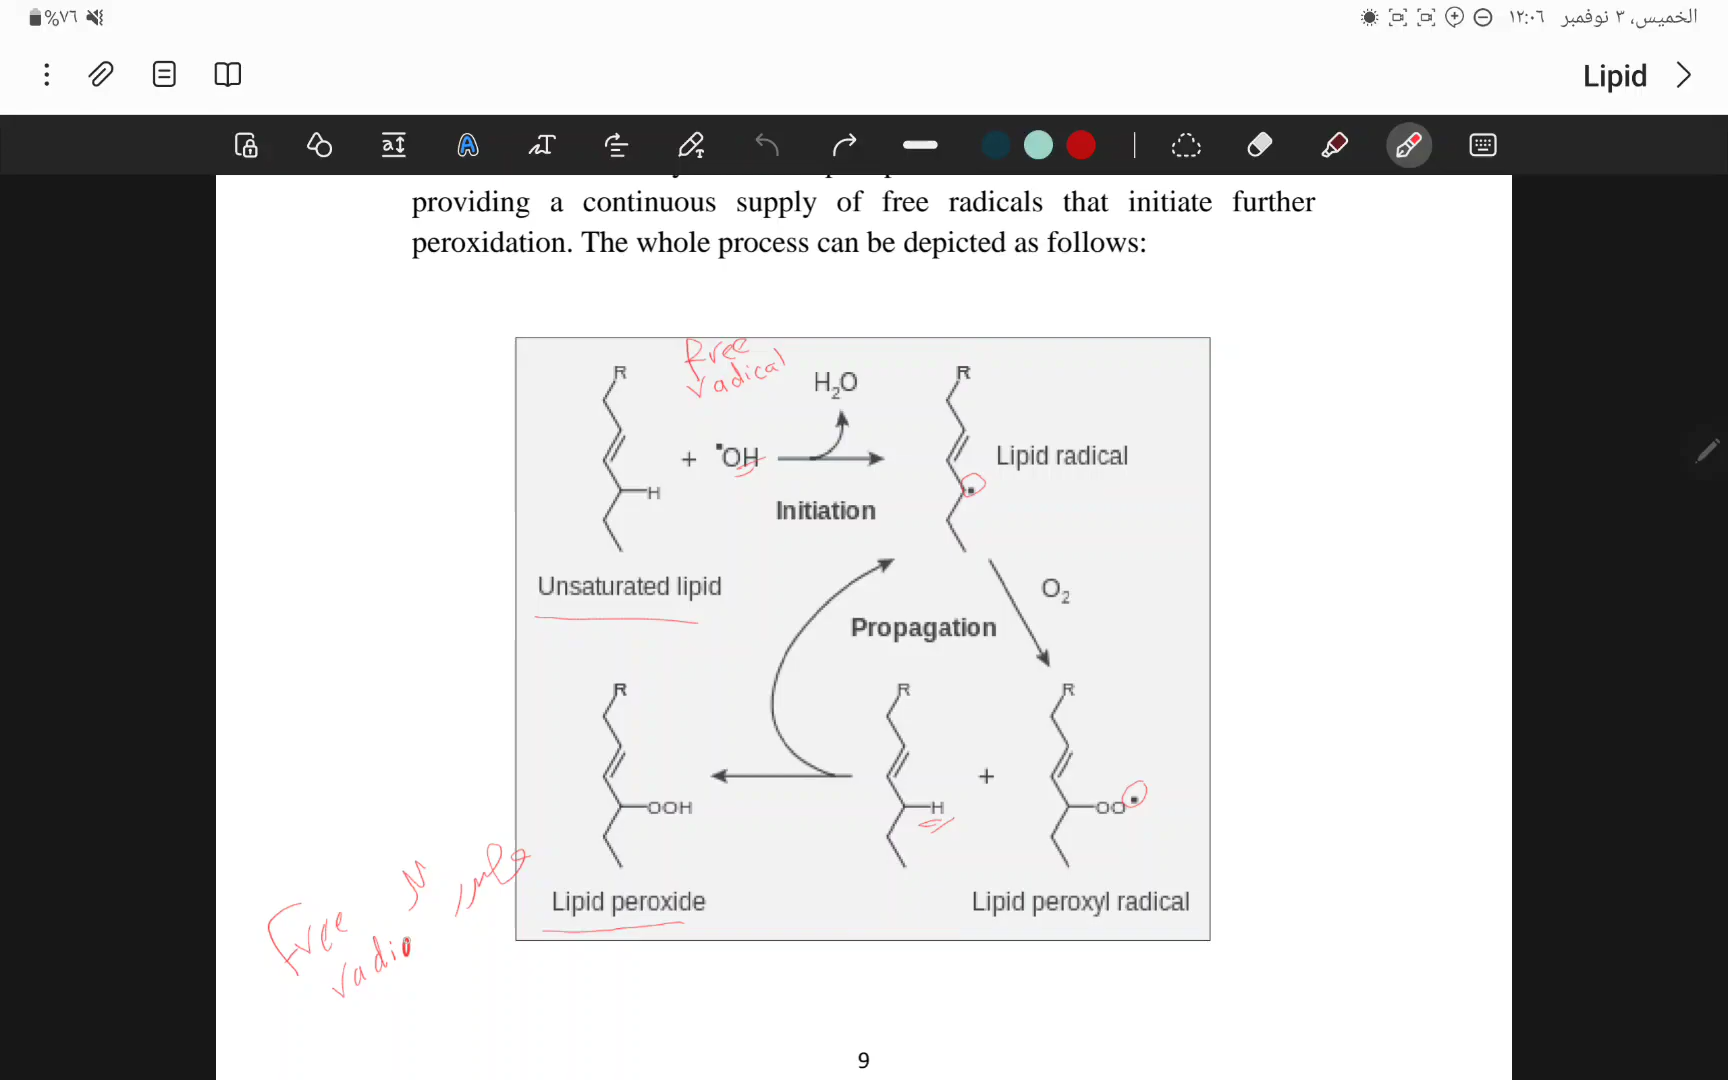 %٧٦
الخميس، ٣ نوفمبر ١٢:٠٦
Lipid
providing a continuous supply of free radicals that initiate further
peroxidation. The whole process can be depicted as follows:
Free
radical
R
H₂O
R
+ •OH
Lipid radical
H
Initiation
Unsaturated lipid
O₂
Propagation
R
R
R
+
OOH
H
OO•
Lipid peroxide
Lipid peroxyl radical
Free
radio
9